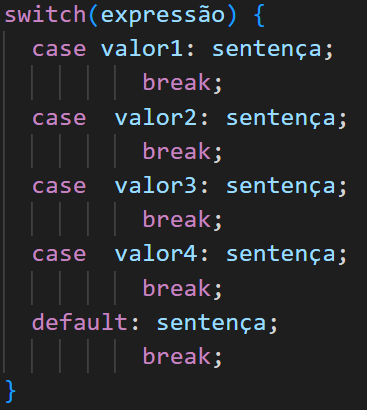 switch(expressão) {
case valor1: sentença;
break;
case valor2: sentença;
break;
case valor3: sentença;
break;
case valor4: sentença;
break;
default: sentença;
break;
}